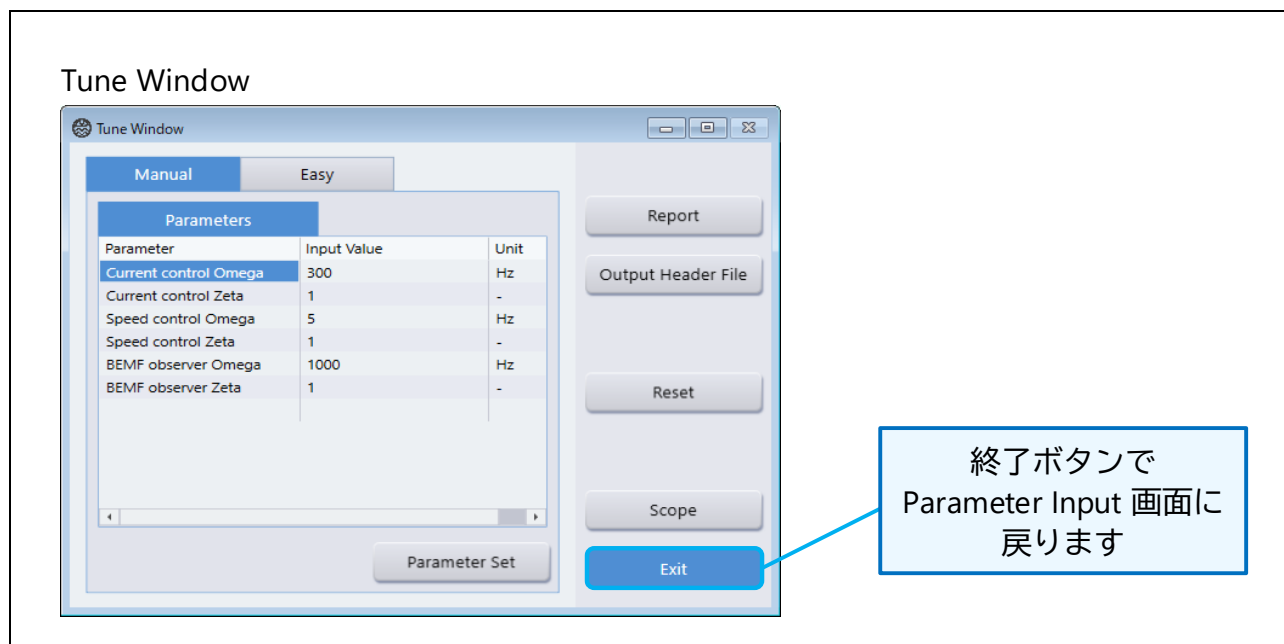 Tune Window
Tune Window
Manual Easy
Parameters
Parameter Input Value Unit
Current control Omega 300 Hz
Current control Zeta 1 -
Speed control Omega 5 Hz
Speed control Zeta 1 -
BEMF observer Omega 1000 Hz
BEMF observer Zeta 1 -
Parameter Set
Report
Output Header File
Reset
Scope
Exit
終了ボタンで
Parameter Input 画面に
戻ります